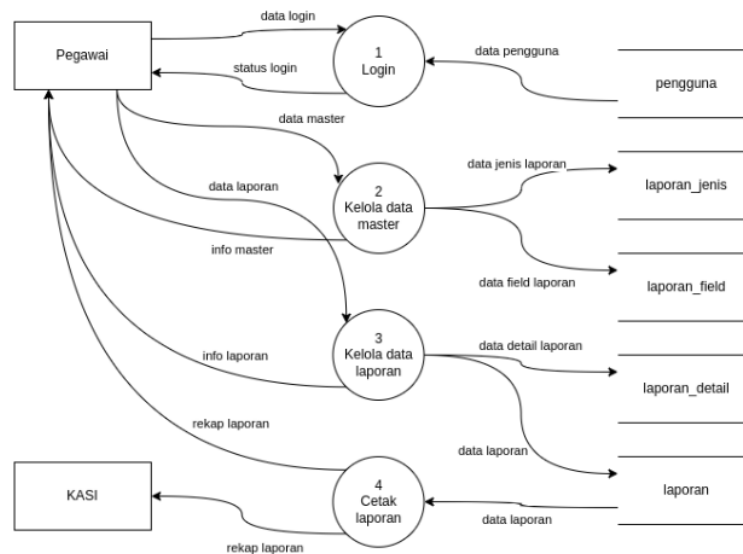 data login
Pegawai
1
Login
status login
data pengguna
pengguna
data master
data jenis laporan
laporan_jenis
data laporan
2
Kelola data
master
info master
data field laporan
laporan_field
3
Kelola data
laporan
data detail laporan
info laporan
laporan_detail
rekap laporan
data laporan
4
Cetak
laporan
KASI
laporan
data laporan
rekap laporan